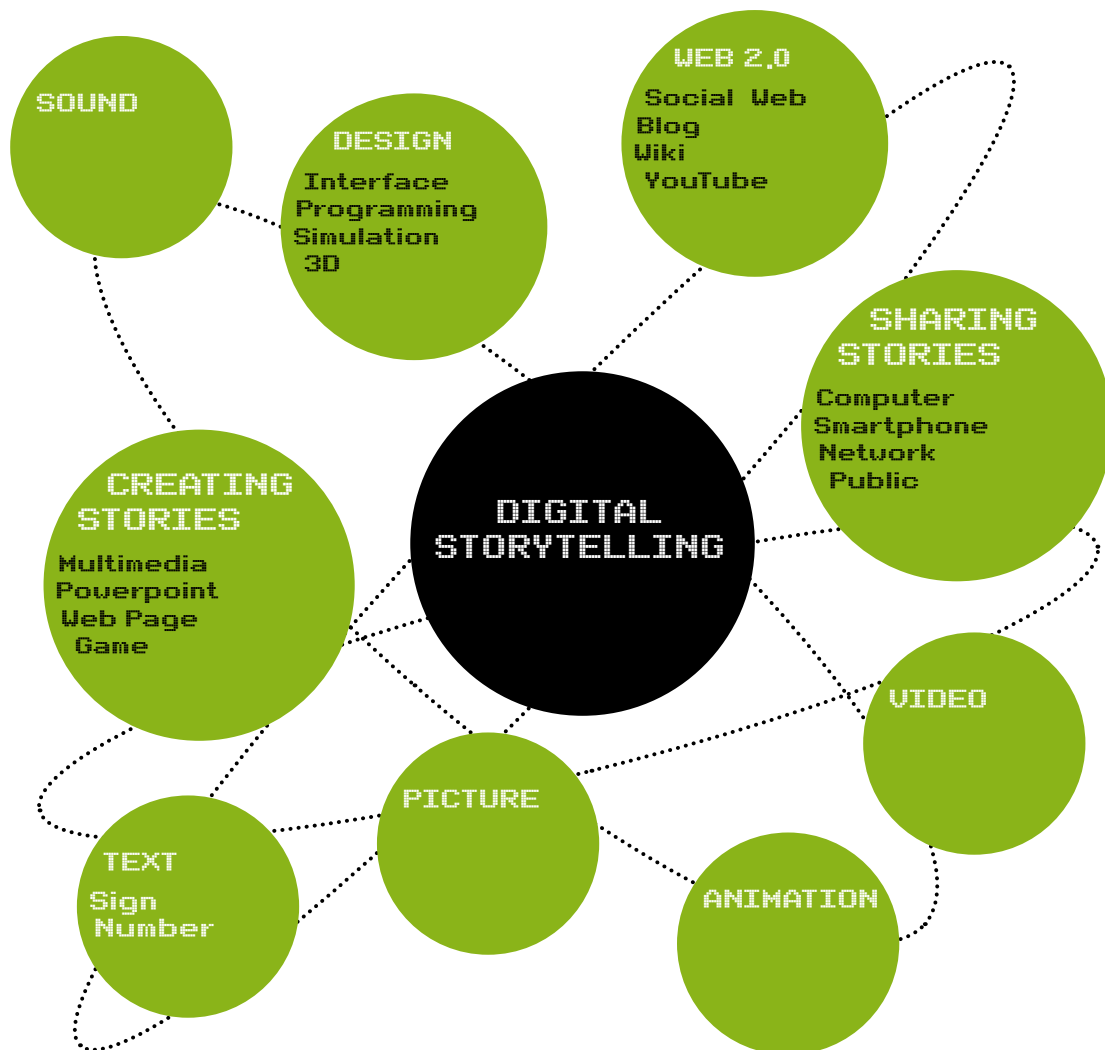 SOUND
DESIGN
Interface
Programming
Simulation
3D
WEB 2.0
Social Web
Blog
Wiki
YouTube
SHARING
STORIES
Computer
Smartphone
Network
Public
CREATING
STORIES
Multimedia
Powerpoint
Web Page
Game
DIGITAL
STORYTELLING
VIDEO
PICTURE
TEXT
Sign
Number
ANIMATION